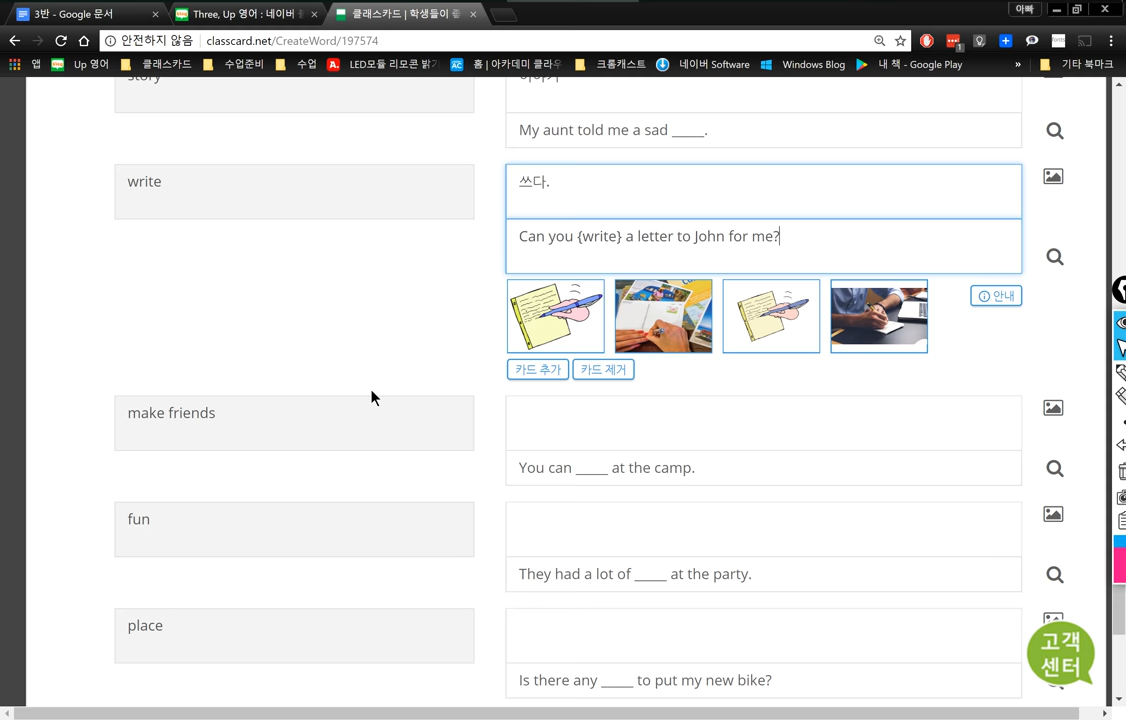 3반 - Google 문서
Three, Up 영어 : 네이버
클래스카드 | 학생들이 좋
아빠
안전하지 않음
classcard.net/CreateWord/197574
앱
Up 영어
클래스카드
수업준비
수업
LED모듈 리모콘 밝기
홈 | 아카데미 클라우
크롬캐스트
네이버 Software
Windows Blog
내 책 - Google Play
»
기타 북마크
story
이야기
My aunt told me a sad _____.
write
쓰다.
Can you {write} a letter to John for me?
안내
카드 추가
카드 제거
make friends
You can _____ at the camp.
fun
They had a lot of _____ at the party.
place
Is there any _____ to put my new bike?
고객
센터